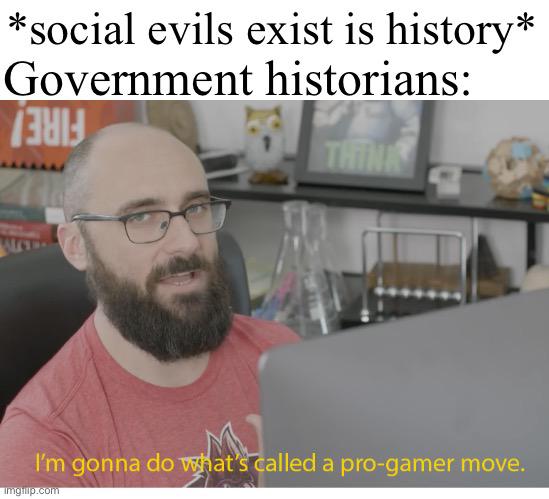 *social evils exist is history*
Government historians:
FIRE!
THINK
I'm gonna do what's called a pro-gamer move.
imgflip.com